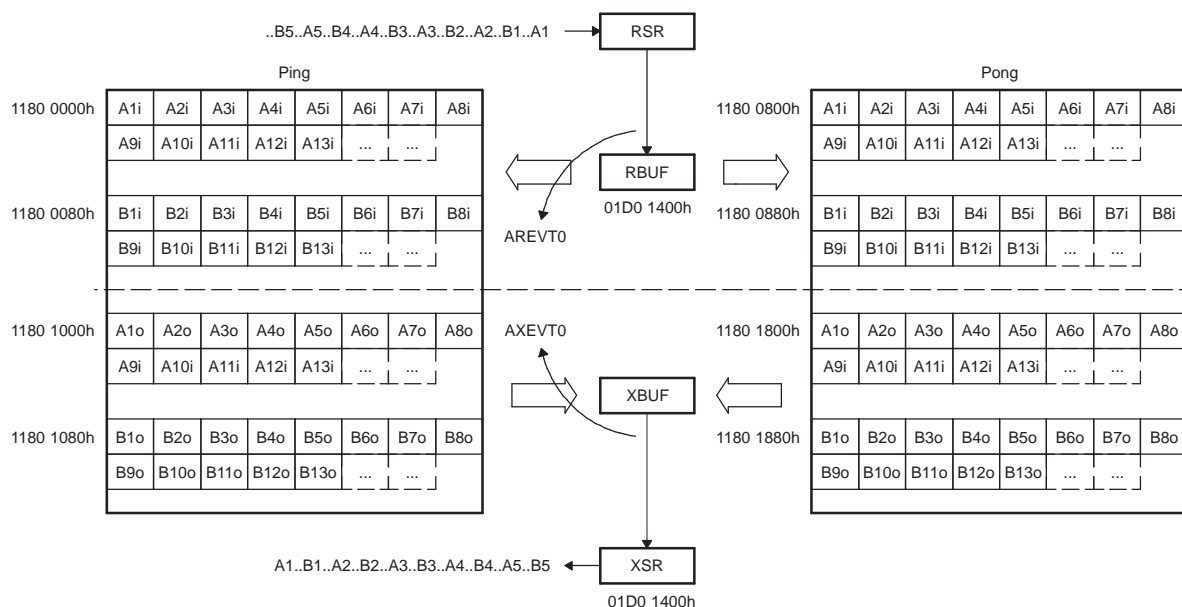 ..B5..A5..B4..A4..B3..A3..B2..A2..B1..A1 RSR
Ping Pong
1180 0000h A1i A2i A3i A4i A5i A6i A7i A8i 1180 0800h A1i A2i A3i A4i A5i A6i A7i A8i
A9i A10i A11i A12i A13i ... ... A9i A10i A11i A12i A13i ... ...
RBUF
01D0 1400h
1180 0080h B1i B2i B3i B4i B5i B6i B7i B8i 1180 0880h B1i B2i B3i B4i B5i B6i B7i B8i
AREVT0
B9i B10i B11i B12i B13i ... ... B9i B10i B11i B12i B13i ... ...
1180 1000h A1o A2o A3o A4o A5o A6o A7o A8o AXEVT0 1180 1800h A1o A2o A3o A4o A5o A6o A7o A8o
A9i A10i A11i A12i A13i ... ... A9i A10i A11i A12i A13i ... ...
XBUF
1180 1080h B1o B2o B3o B4o B5o B6o B7o B8o 1180 1880h B1o B2o B3o B4o B5o B6o B7o B8o
B9o B10o B11o B12o B13o ... ... B9o B10o B11o B12o B13o ... ...
A1..B1..A2..B2..A3..B3..A4..B4..A5..B5 XSR
01D0 1400h